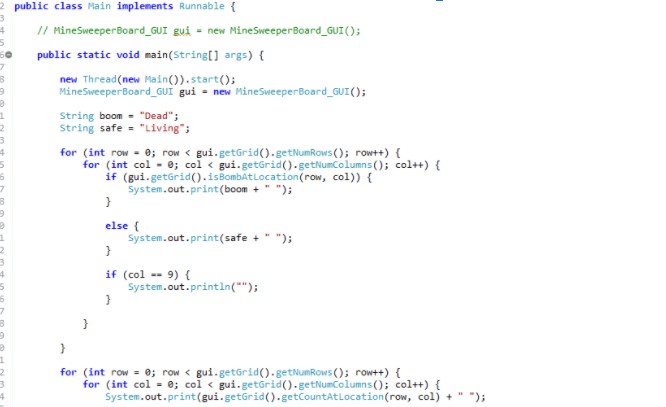 2 public class Main implements Runnable {
3
4 // MineSweeperBoard_GUI gui = new MineSweeperBoard_GUI();
5
6 public static void main(String[] args) {
7
8 new Thread(new Main()).start();
9 MineSweeperBoard_GUI gui = new MineSweeperBoard_GUI();
0
1 String boom = "Dead";
2 String safe = "Living";
3
4 for (int row = 0; row < gui.getGrid().getNumRows(); row++) {
5 for (int col = 0; col < gui.getGrid().getNumColumns(); col++) {
6 if (gui.getGrid().isBombAtLocation(row, col)) {
7 System.out.print(boom + " ");
8 }
9
0 else {
1 System.out.print(safe + " ");
2 }
3
4 if (col == 9) {
5 System.out.println("");
6 }
7
8 }
9
0 }
1
2 for (int row = 0; row < gui.getGrid().getNumRows(); row++) {
3 for (int col = 0; col < gui.getGrid().getNumColumns(); col++) {
4 System.out.print(gui.getGrid().getCountAtLocation(row, col) + " ");